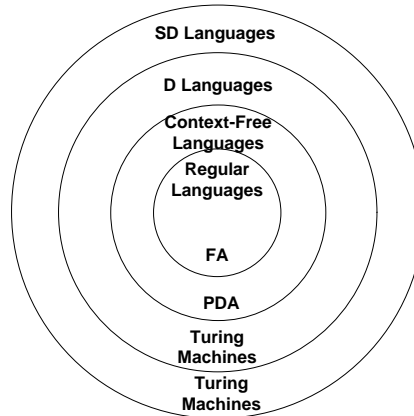 SD Languages
D Languages
Context-Free
Languages
Regular
Languages
FA
PDA
Turing
Machines
Turing
Machines